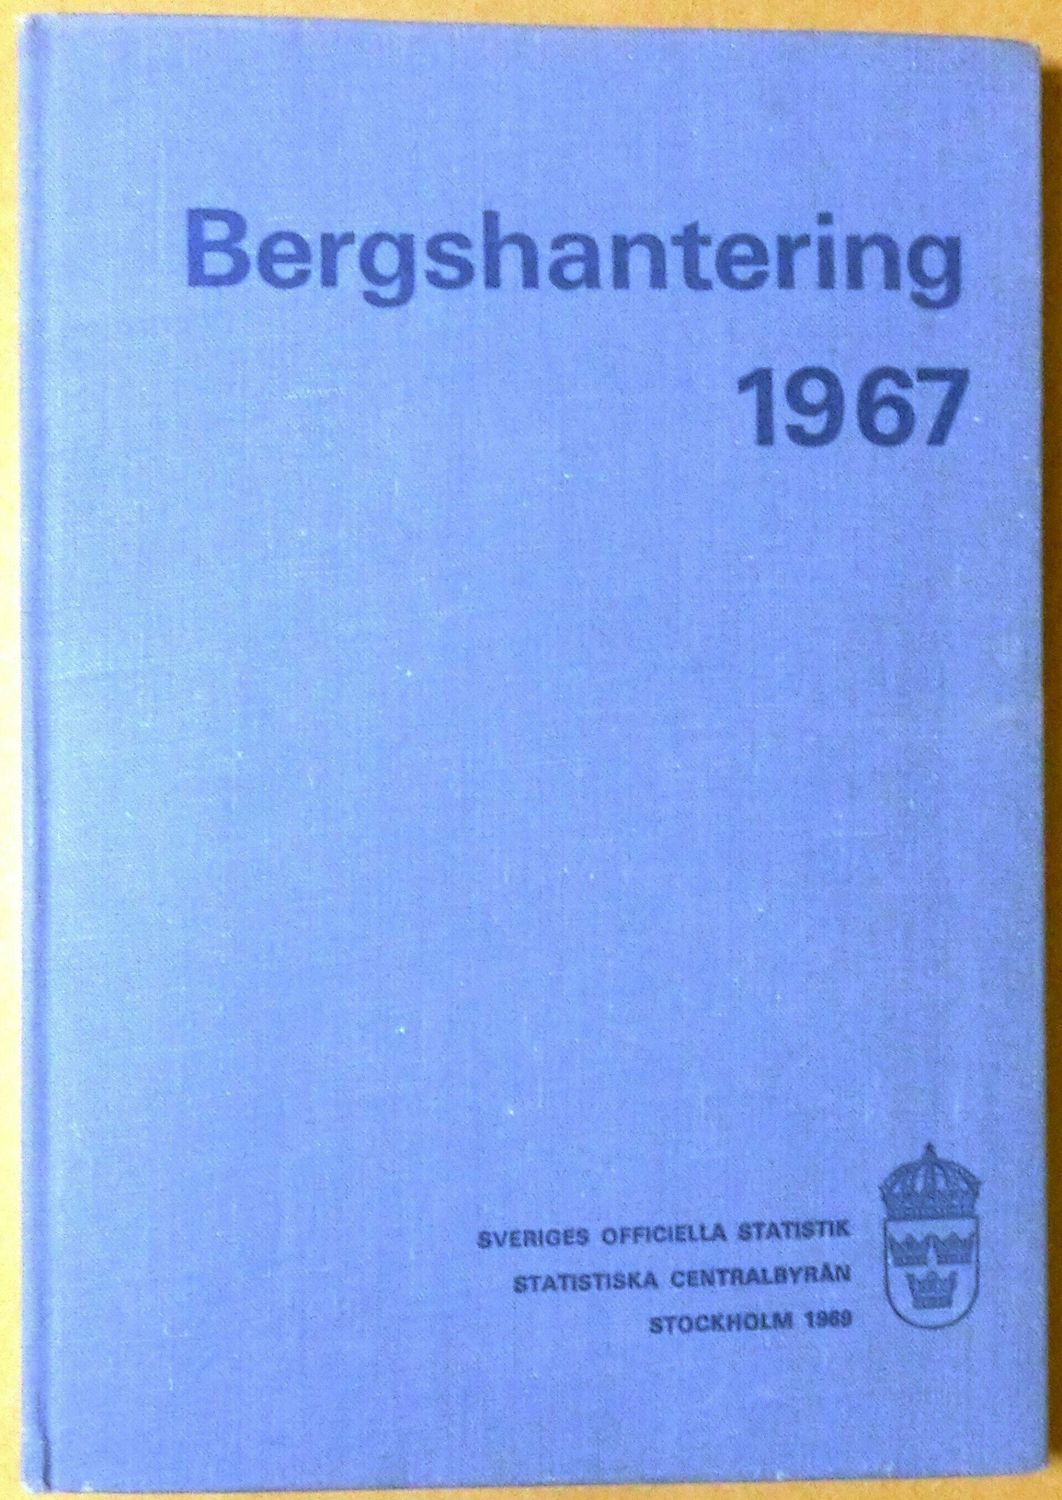 Bergshantering
1967
SVERIGES OFFICIELLA STATISTIK
STATISTISKA CENTRALBYRÅN
STOCKHOLM 1969